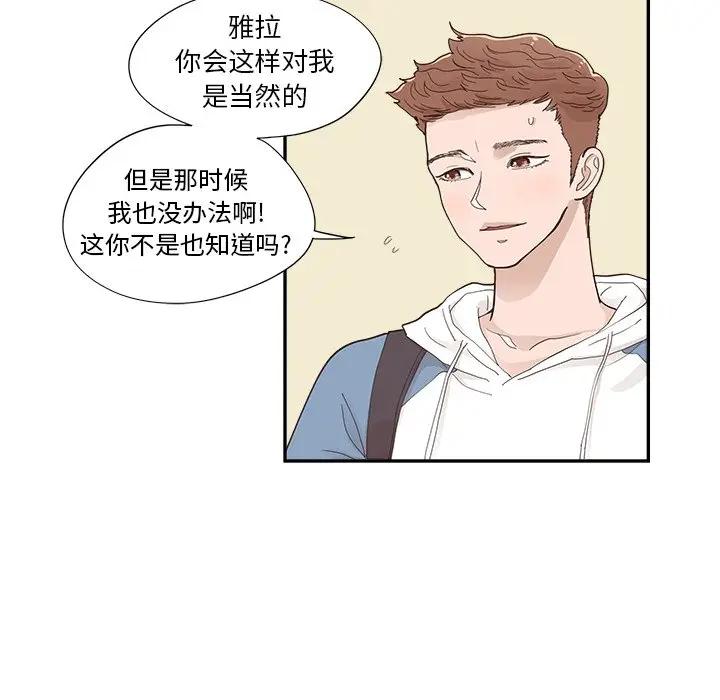 雅拉
你会这样对我
是当然的
但是那时候
我也没办法啊!
这你不是也知道吗?